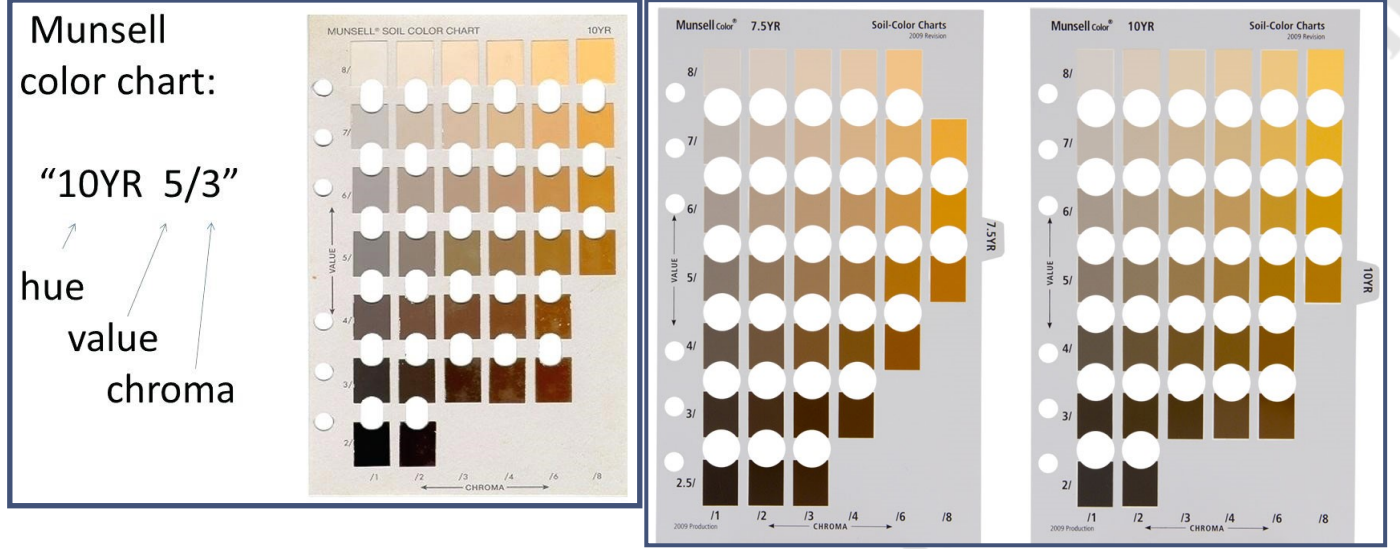 Munsell
color chart:
“10YR 5/3”
hue
value
chroma
MUNSELL® SOIL COLOR CHART 10YR
8/
7/
6/
5/
4/
3/
2/
VALUE
/1 /2 /3 /4 /6 /8
CHROMA
Munsell Color® 7.5YR Soil-Color Charts
2009 Revision
8/
7/
6/
5/
4/
3/
2.5/
VALUE
7.5YR
/1 /2 /3 /4 /6 /8
CHROMA
2009 Production
Munsell Color® 10YR Soil-Color Charts
2009 Revision
8/
7/
6/
5/
4/
3/
2/
VALUE
10YR
/1 /2 /3 /4 /6 /8
CHROMA
2009 Production